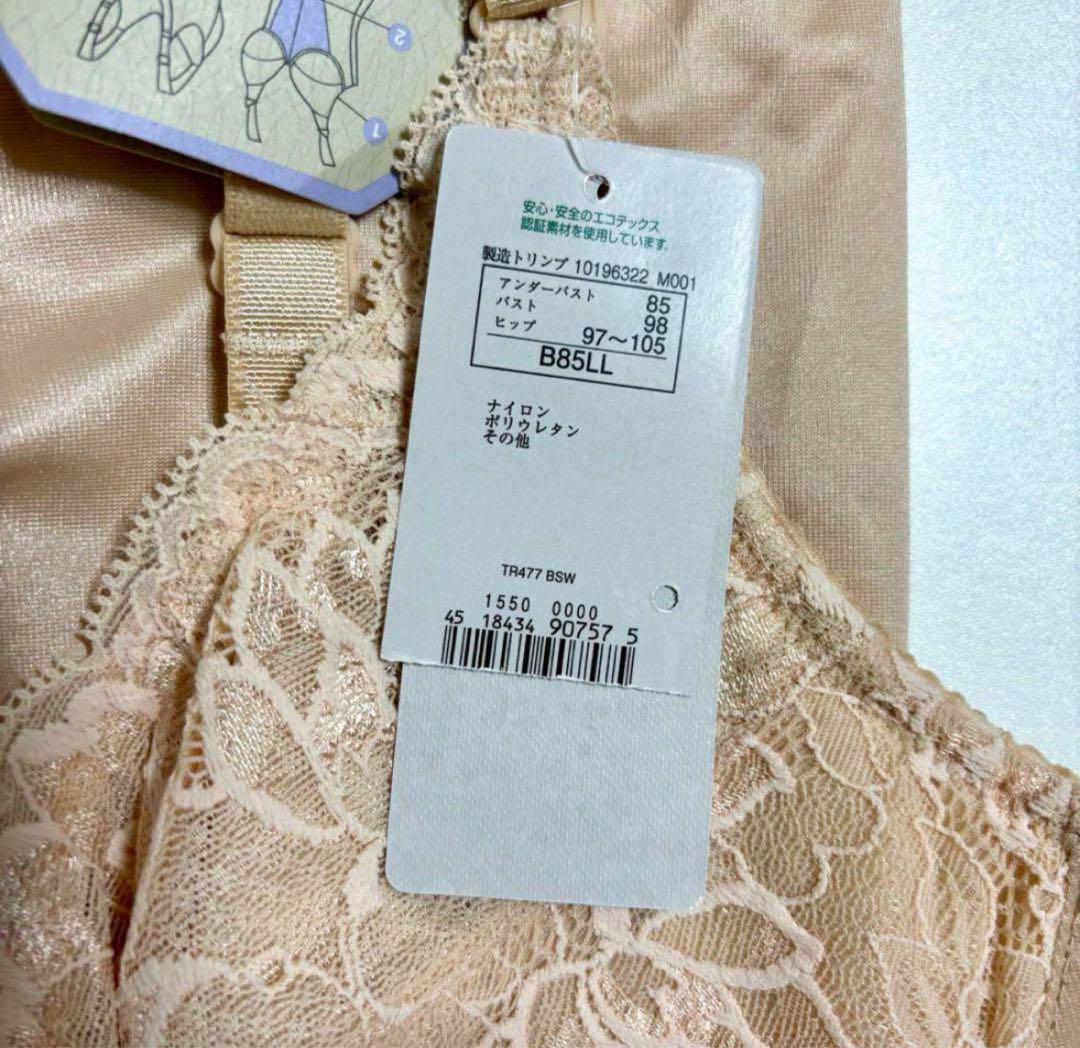 2
1
安心・安全のエコテックス
認証素材を使用しています。
製造トリンプ 10196322 M001
アンダーバスト 85
バスト 98
ヒップ 97〜105
B85LL
ナイロン
ポリウレタン
その他
TR477 BSW
1550 0000
45 18434 90757 5